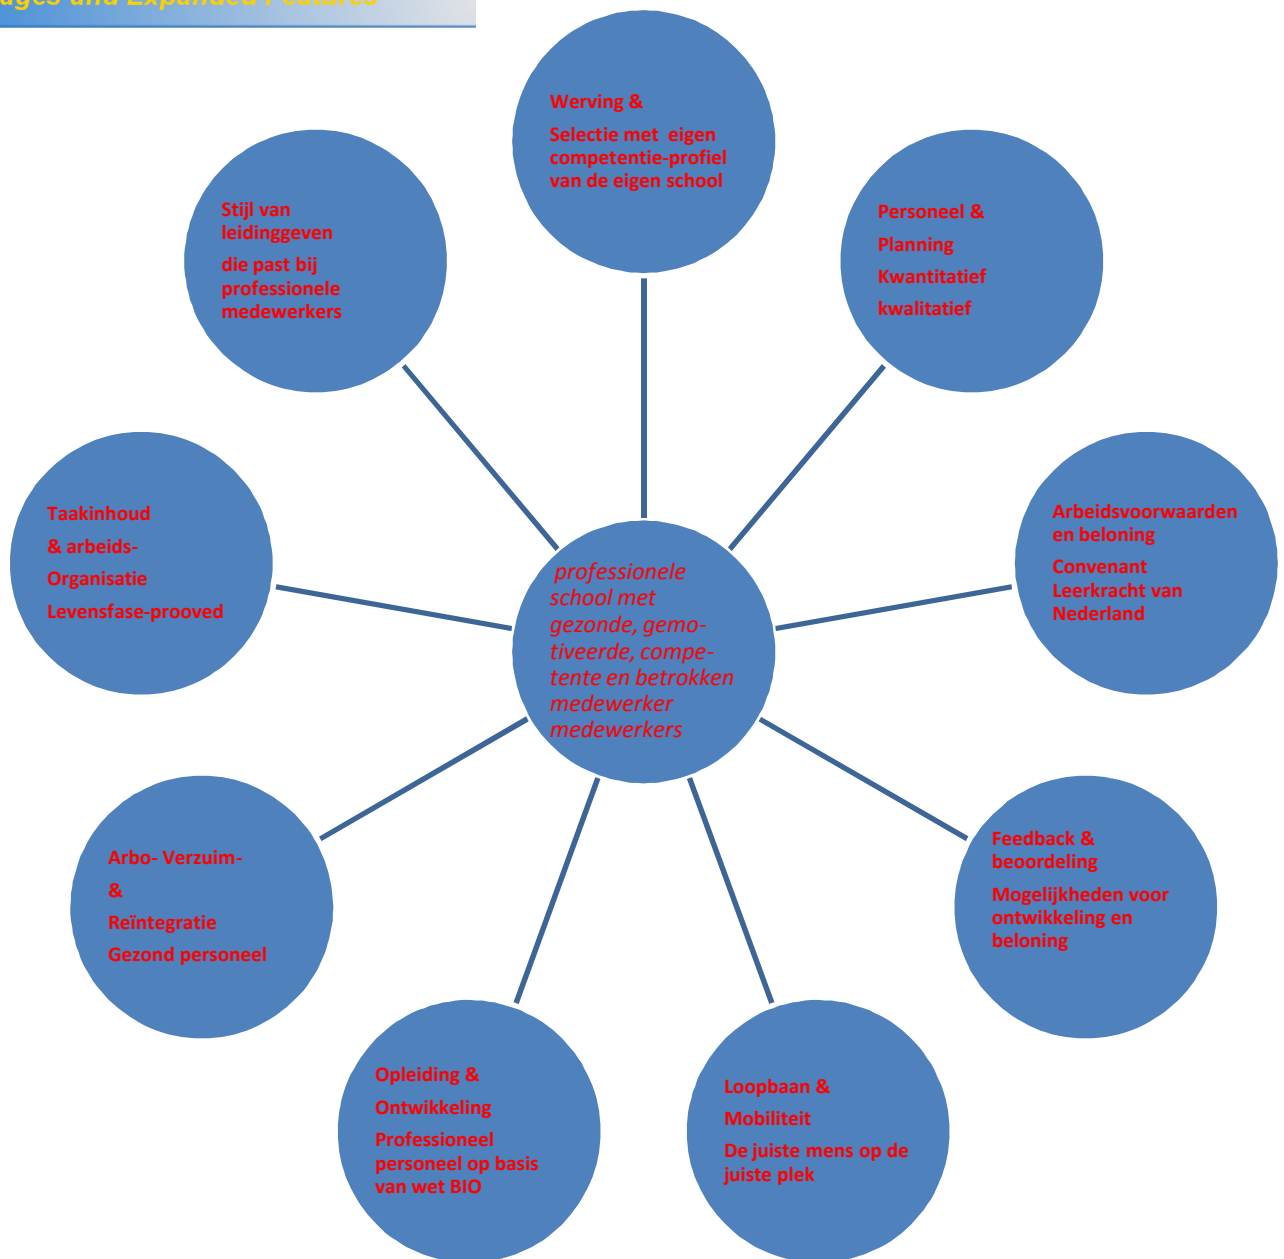 and Expanded Features
Werving &
Selectie met eigen
competentie-profiel
van de eigen school
Personeel &
Planning
Kwantitatief
kwalitatief
Arbeidsvoorwaarden
en beloning
Convenant
Leerkracht van
Nederland
Feedback &
beoordeling
Mogelijkheden voor
ontwikkeling en
beloning
Loopbaan &
Mobiliteit
De juiste mens op de
juiste plek
Opleiding &
Ontwikkeling
Professioneel
personeel op basis
van wet BIO
Arbo- Verzuim-
&
Reïntegratie
Gezond personeel
Taakinhoud
& arbeids-
Organisatie
Levensfase-prooved
Stijl van
leidinggeven
die past bij
professionele
medewerkers
professionele
school met
gezonde, gemo-
tiveerde, compe-
tente en betrokken
medewerker
medewerkers